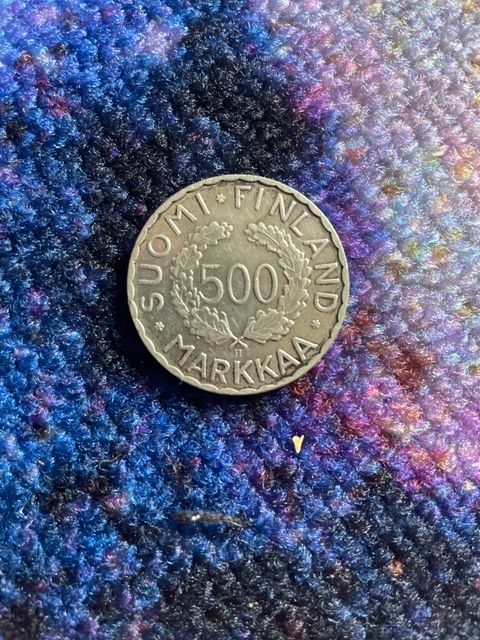 SUOMI * FINLAND *
500
H
MARKKAA *